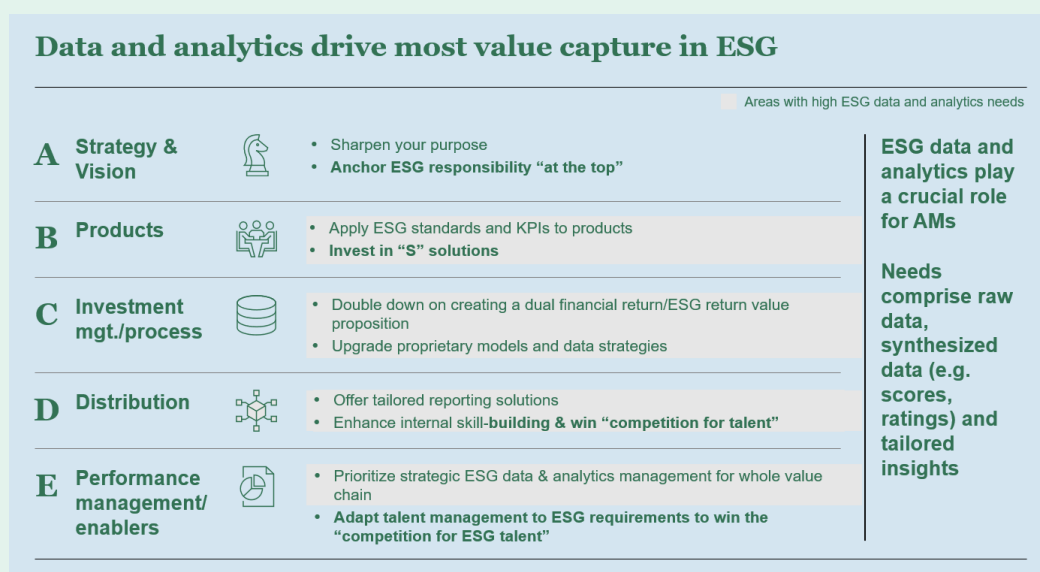 Data and analytics drive most value capture in ESG
Areas with high ESG data and analytics needs
A
Strategy &
Vision
• Sharpen your purpose
• Anchor ESG responsibility “at the top”
B
Products
• Apply ESG standards and KPIs to products
• Invest in “S” solutions
C
Investment
mgt./process
• Double down on creating a dual financial return/ESG return value
proposition
• Upgrade proprietary models and data strategies
D
Distribution
• Offer tailored reporting solutions
• Enhance internal skill-building & win “competition for talent”
E
Performance
management/
enablers
• Prioritize strategic ESG data & analytics management for whole value
chain
• Adapt talent management to ESG requirements to win the
“competition for ESG talent”
ESG data and
analytics play
a crucial role
for AMs
Needs
comprise raw
data,
synthesized
data (e.g.
scores,
ratings) and
tailored
insights